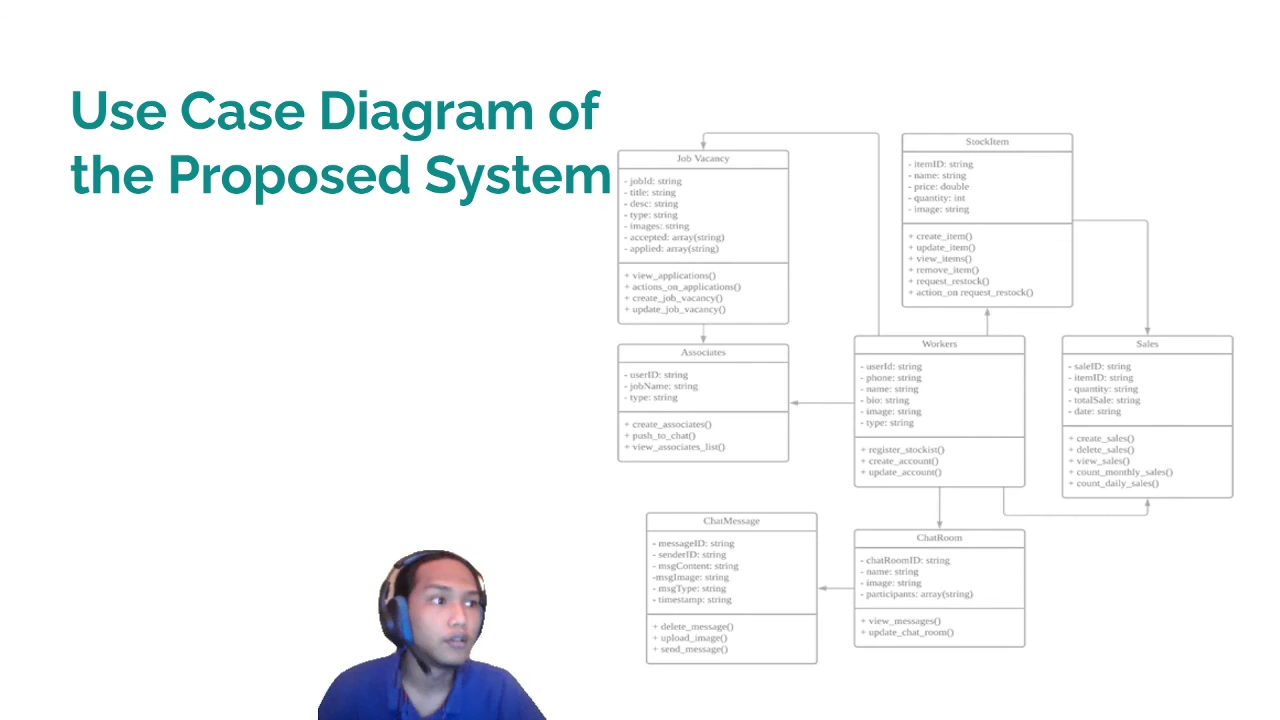 Use Case Diagram of
the Proposed System
Job Vacancy
- jobId: string
- title: string
- desc: string
- type: string
- images: string
- accepted: array(string)
- applied: array(string)
+ view_applications()
+ actions_on_applications()
+ create_job_vacancy()
+ update_job_vacancy()
StockItem
- itemID: string
- name: string
- price: double
- quantity: int
- image: string
+ create_item()
+ update_item()
+ view_items()
+ remove_item()
+ request_restock()
+ action_on request_restock()
Associates
- userID: string
- jobName: string
- type: string
+ create_associates()
+ push_to_chat()
+ view_associates_list()
Workers
- userId: string
- phone: string
- name: string
- bio: string
- image: string
- type: string
+ register_stockist()
+ create_account()
+ update_account()
Sales
- saleID: string
- itemID: string
- quantity: string
- totalSale: string
- date: string
+ create_sales()
+ delete_sales()
+ view_sales()
+ count_monthly_sales()
+ count_daily_sales()
ChatMessage
- messageID: string
- senderID: string
- msgContent: string
-msgImage: string
- msgType: string
- timestamp: string
+ delete_message()
+ upload_image()
+ send_message()
ChatRoom
- chatRoomID: string
- name: string
- image: string
- participants: array(string)
+ view_messages()
+ update_chat_room()